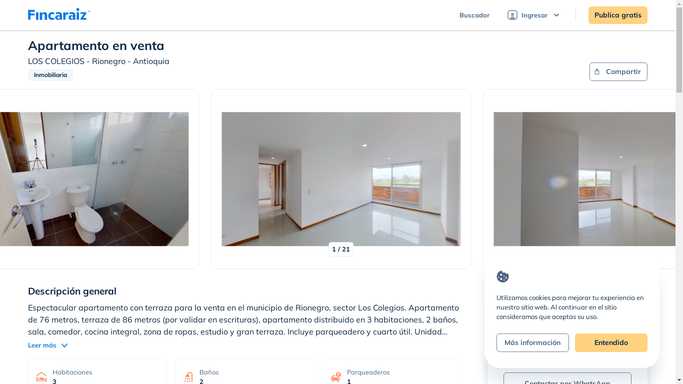 Fincaraiz
Buscador
Ingresar
Publica gratis
Apartamento en venta
LOS COLEGIOS - Rionegro - Antioquia
Inmobiliaria
Compartir
1 / 21
Descripción general
Espectacular apartamento con terraza para la venta en el municipio de Rionegro, sector Los Colegios. Apartamento
de 76 metros, terraza de 86 metros (por validar en escrituras), apartamento distribuido en 3 habitaciones, 2 baños,
sala, comedor, cocina integral, zona de ropas, estudio y gran terraza. Incluye parqueadero y cuarto útil. Unidad...
Leer más
Habitaciones
3
Baños
2
Parqueaderos
1
Utilizamos cookies para mejorar tu experiencia en
nuestro sitio web. Al continuar en el sitio
consideramos que aceptas su uso.
Más información
Entendido
Contactar por WhatsApp